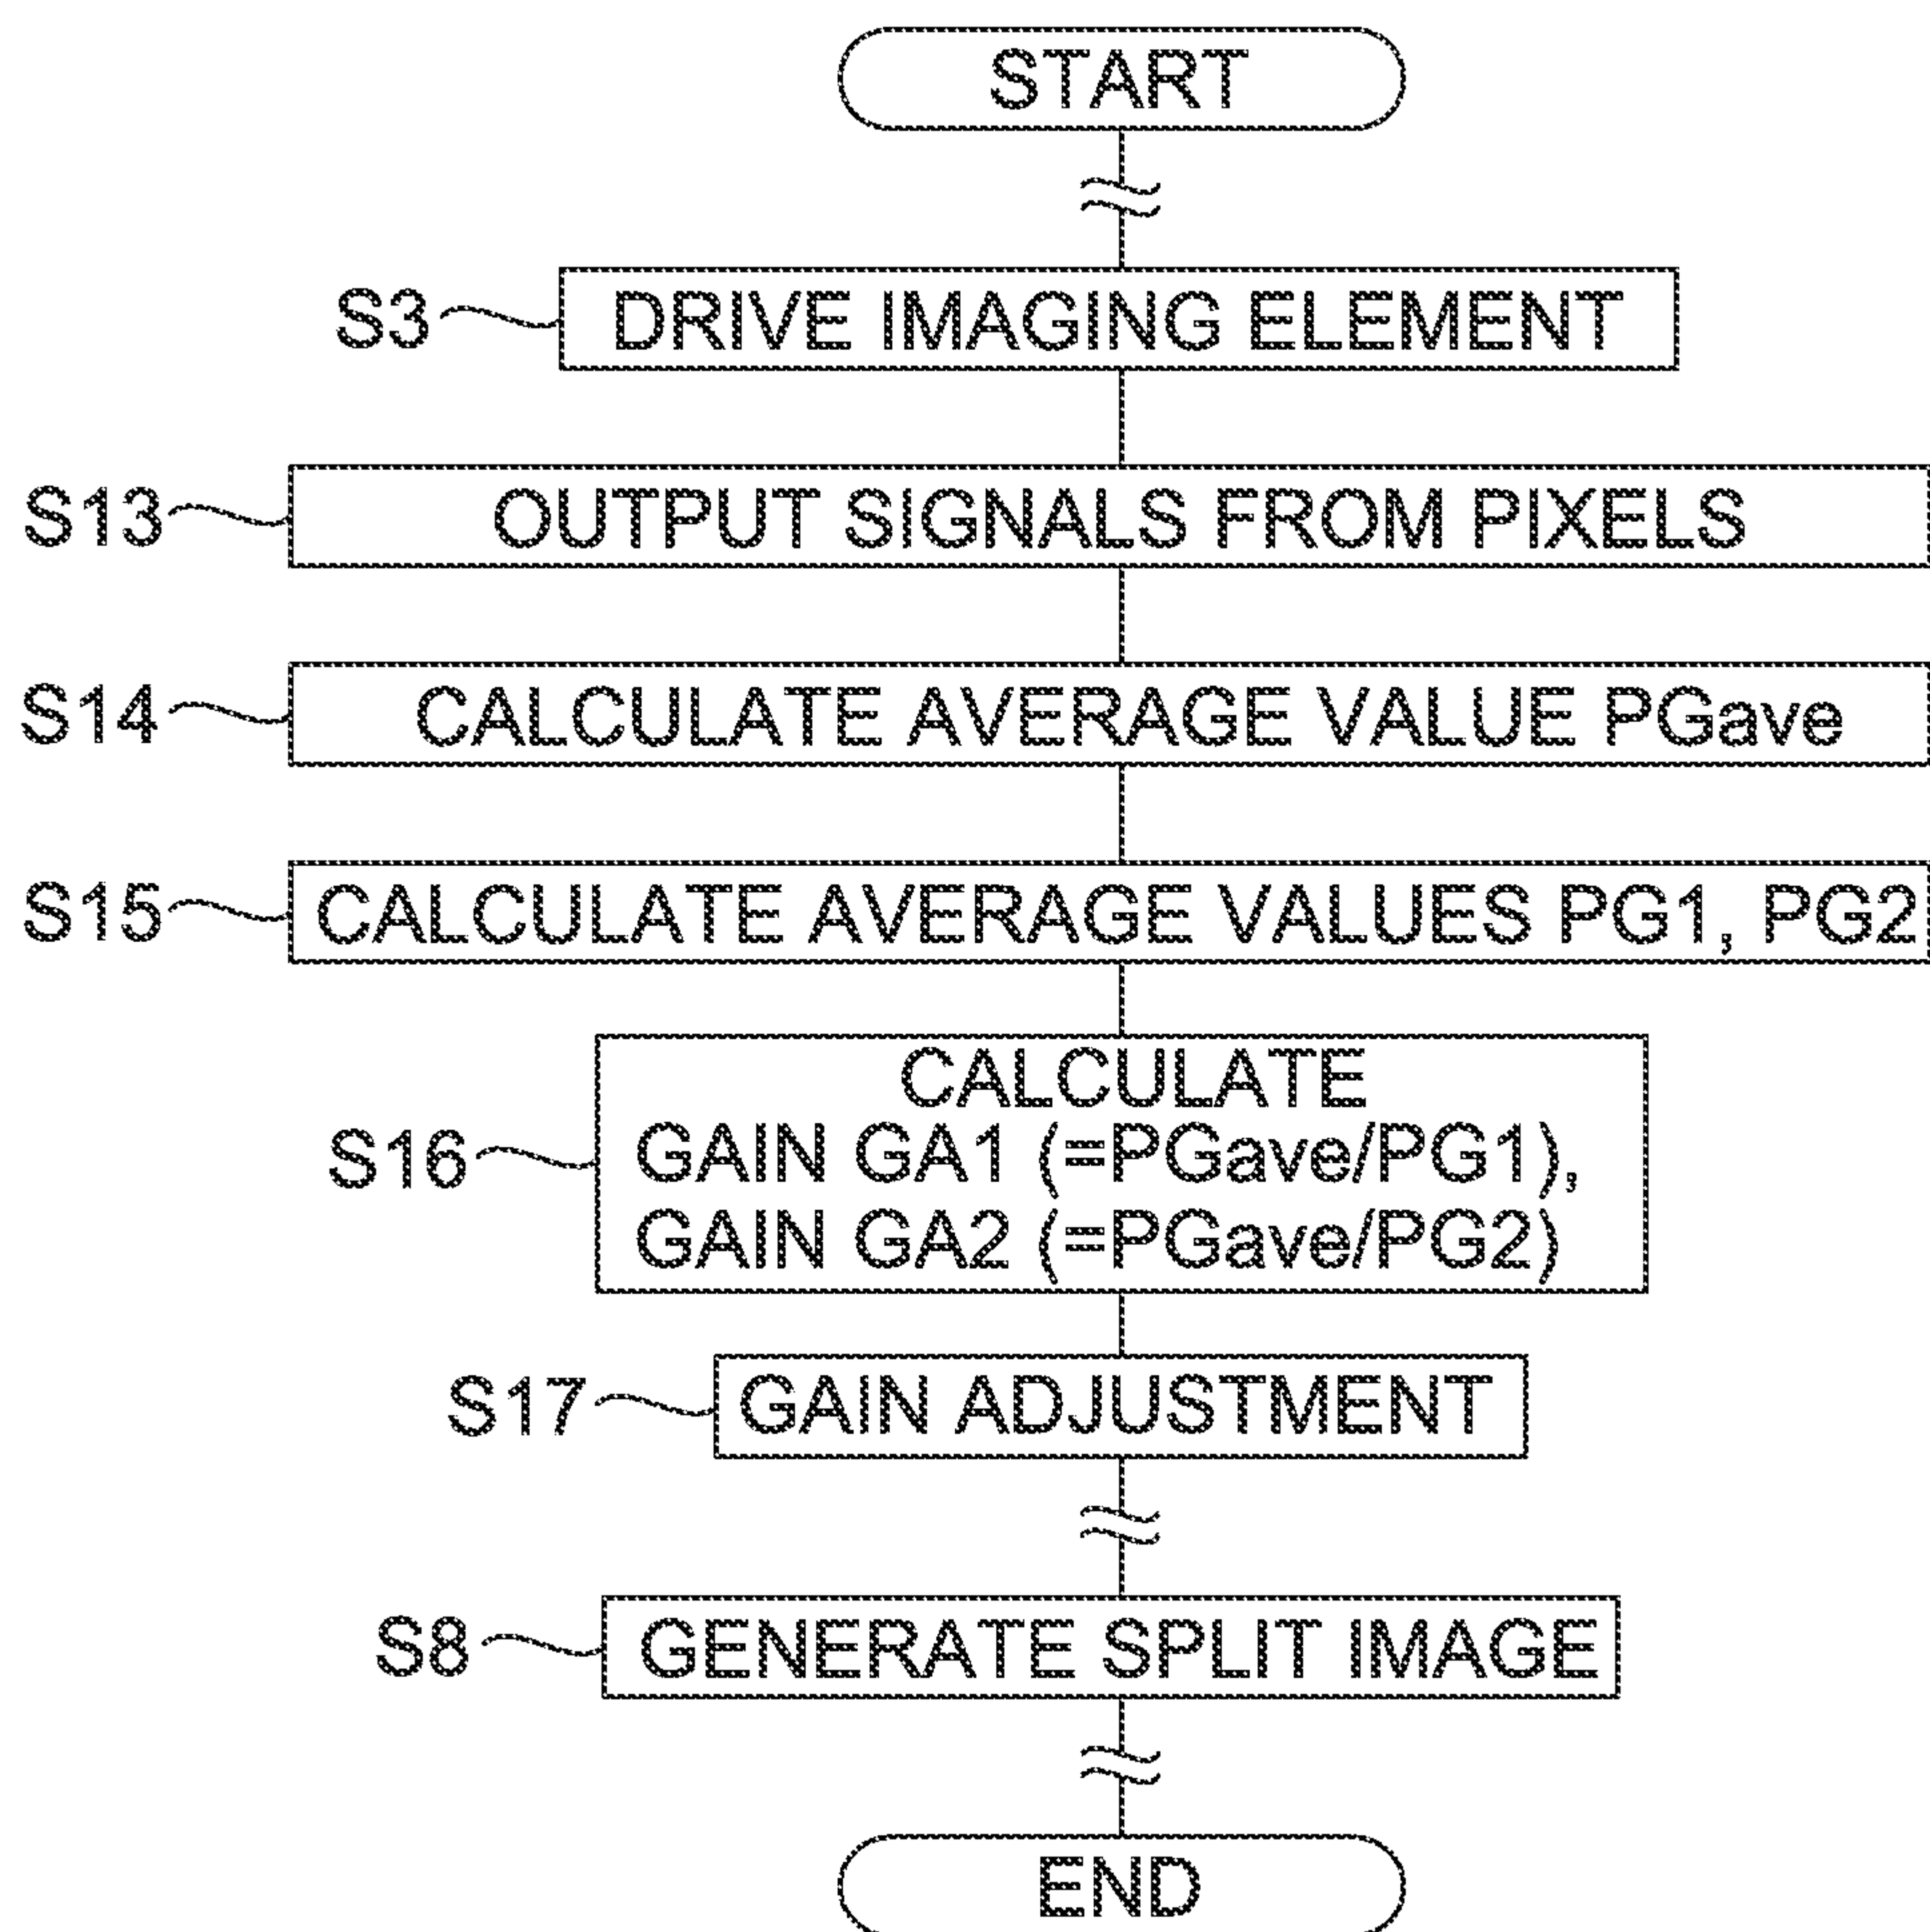 START
S3 DRIVE IMAGING ELEMENT
S13 OUTPUT SIGNALS FROM PIXELS
S14 CALCULATE AVERAGE VALUE PGave
S15 CALCULATE AVERAGE VALUES PG1, PG2
CALCULATE
S16 GAIN GA1 (=PGave/PG1),
GAIN GA2 (=PGave/PG2)
S17 GAIN ADJUSTMENT
S8 GENERATE SPLIT IMAGE
END